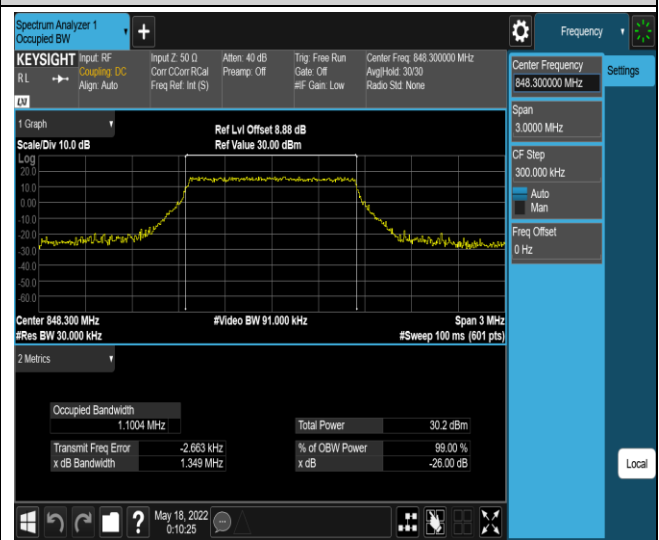 Spectrum Analyzer 1
Occupied BW
Frequency
KEYSIGHT
RL
LXI
Input: RF
Coupling: DC
Align: Auto
Input Z: 50 Ω
Corr CCorr RCal
Freq Ref: Int (S)
Atten: 40 dB
Preamp: Off
Trig: Free Run
Gate: Off
#IF Gain: Low
Center Freq: 848.300000 MHz
Avg|Hold: 30/30
Radio Std: None
Center Frequency
848.300000 MHz
Settings
Span
3.0000 MHz
CF Step
300.000 kHz
Auto
Man
Freq Offset
0 Hz
1 Graph
Scale/Div 10.0 dB
Ref Lvl Offset 8.88 dB
Ref Value 30.00 dBm
Log
20.0
10.0
0.00
-10.0
-20.0
-30.0
-40.0
-50.0
-60.0
Center 848.300 MHz
#Video BW 91.000 kHz
Span 3 MHz
#Res BW 30.000 kHz
#Sweep 100 ms (601 pts)
2 Metrics
Occupied Bandwidth
1.1004 MHz
Total Power 30.2 dBm
Transmit Freq Error -2.663 kHz
% of OBW Power 99.00 %
x dB Bandwidth 1.349 MHz
x dB -26.00 dB
Local
?
May 18, 2022
0:10:25